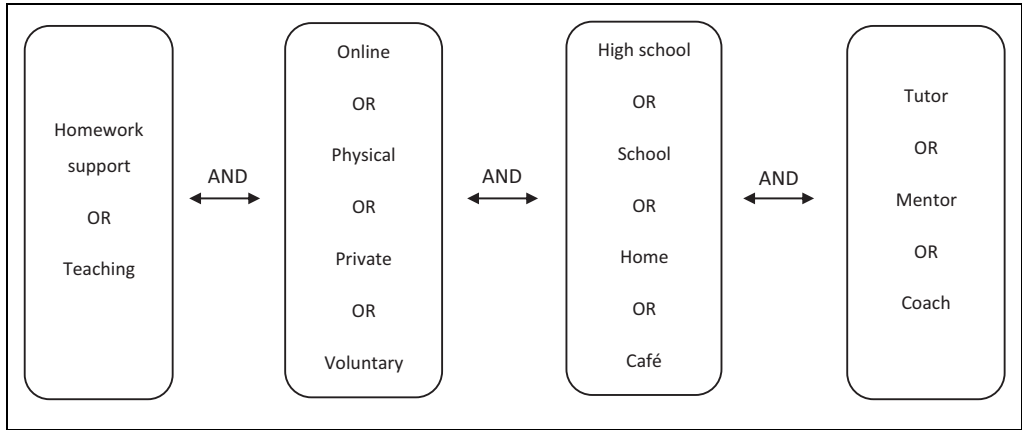 Homework
support
OR
Teaching
AND
Online
OR
Physical
OR
Private
OR
Voluntary
AND
High school
OR
School
OR
Home
OR
Café
AND
Tutor
OR
Mentor
OR
Coach